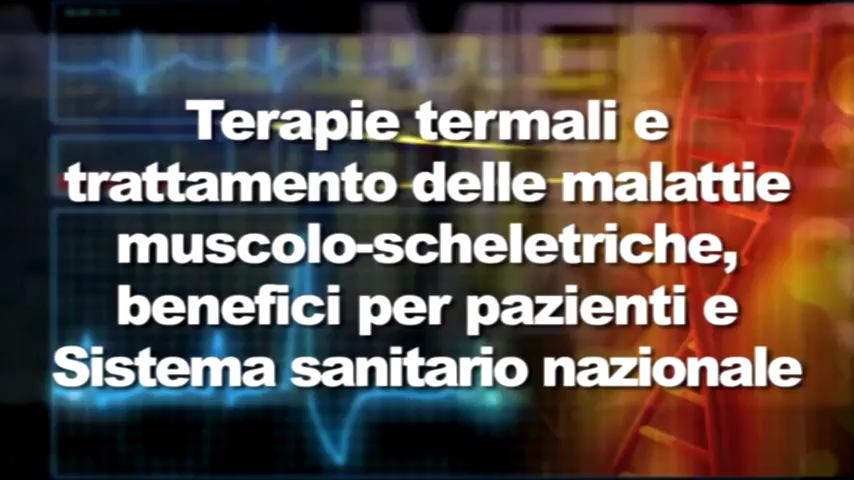 Terapie termali e
trattamento delle malattie
muscolo-scheletriche,
benefici per pazienti e
Sistema sanitario nazionale